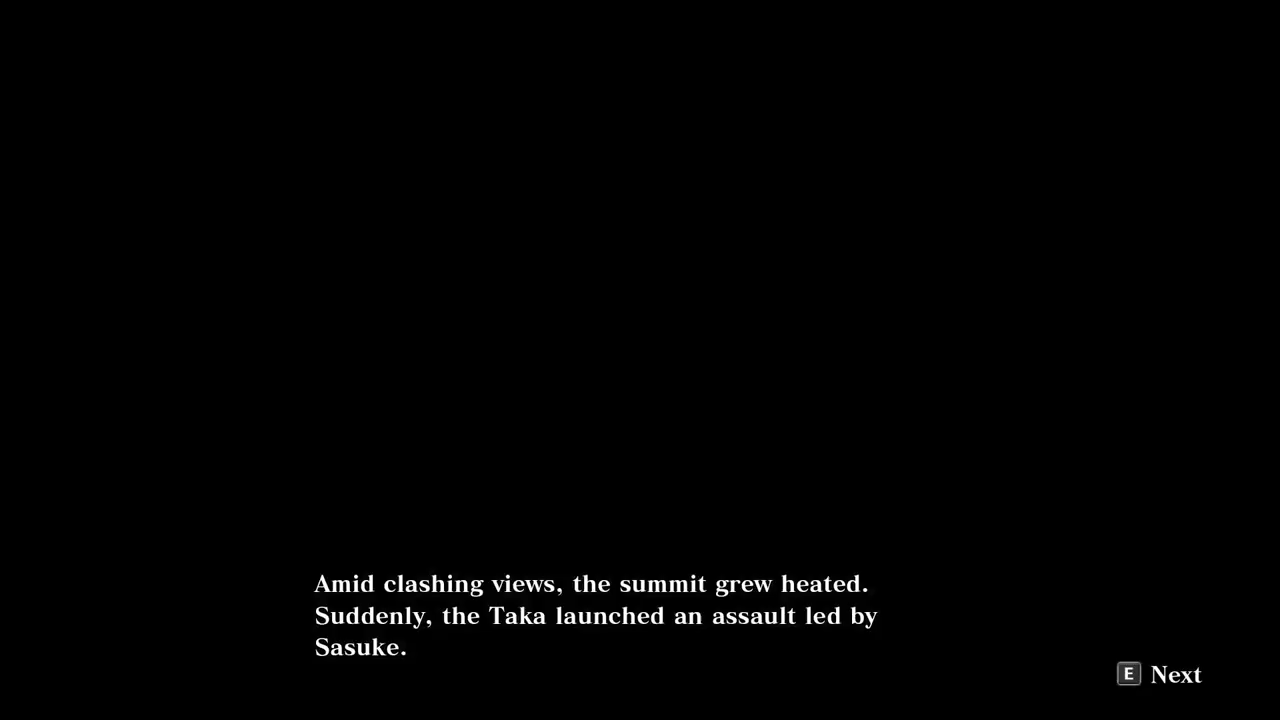 Amid clashing views, the summit grew heated.
Suddenly, the Taka launched an assault led by
Sasuke.
E Next